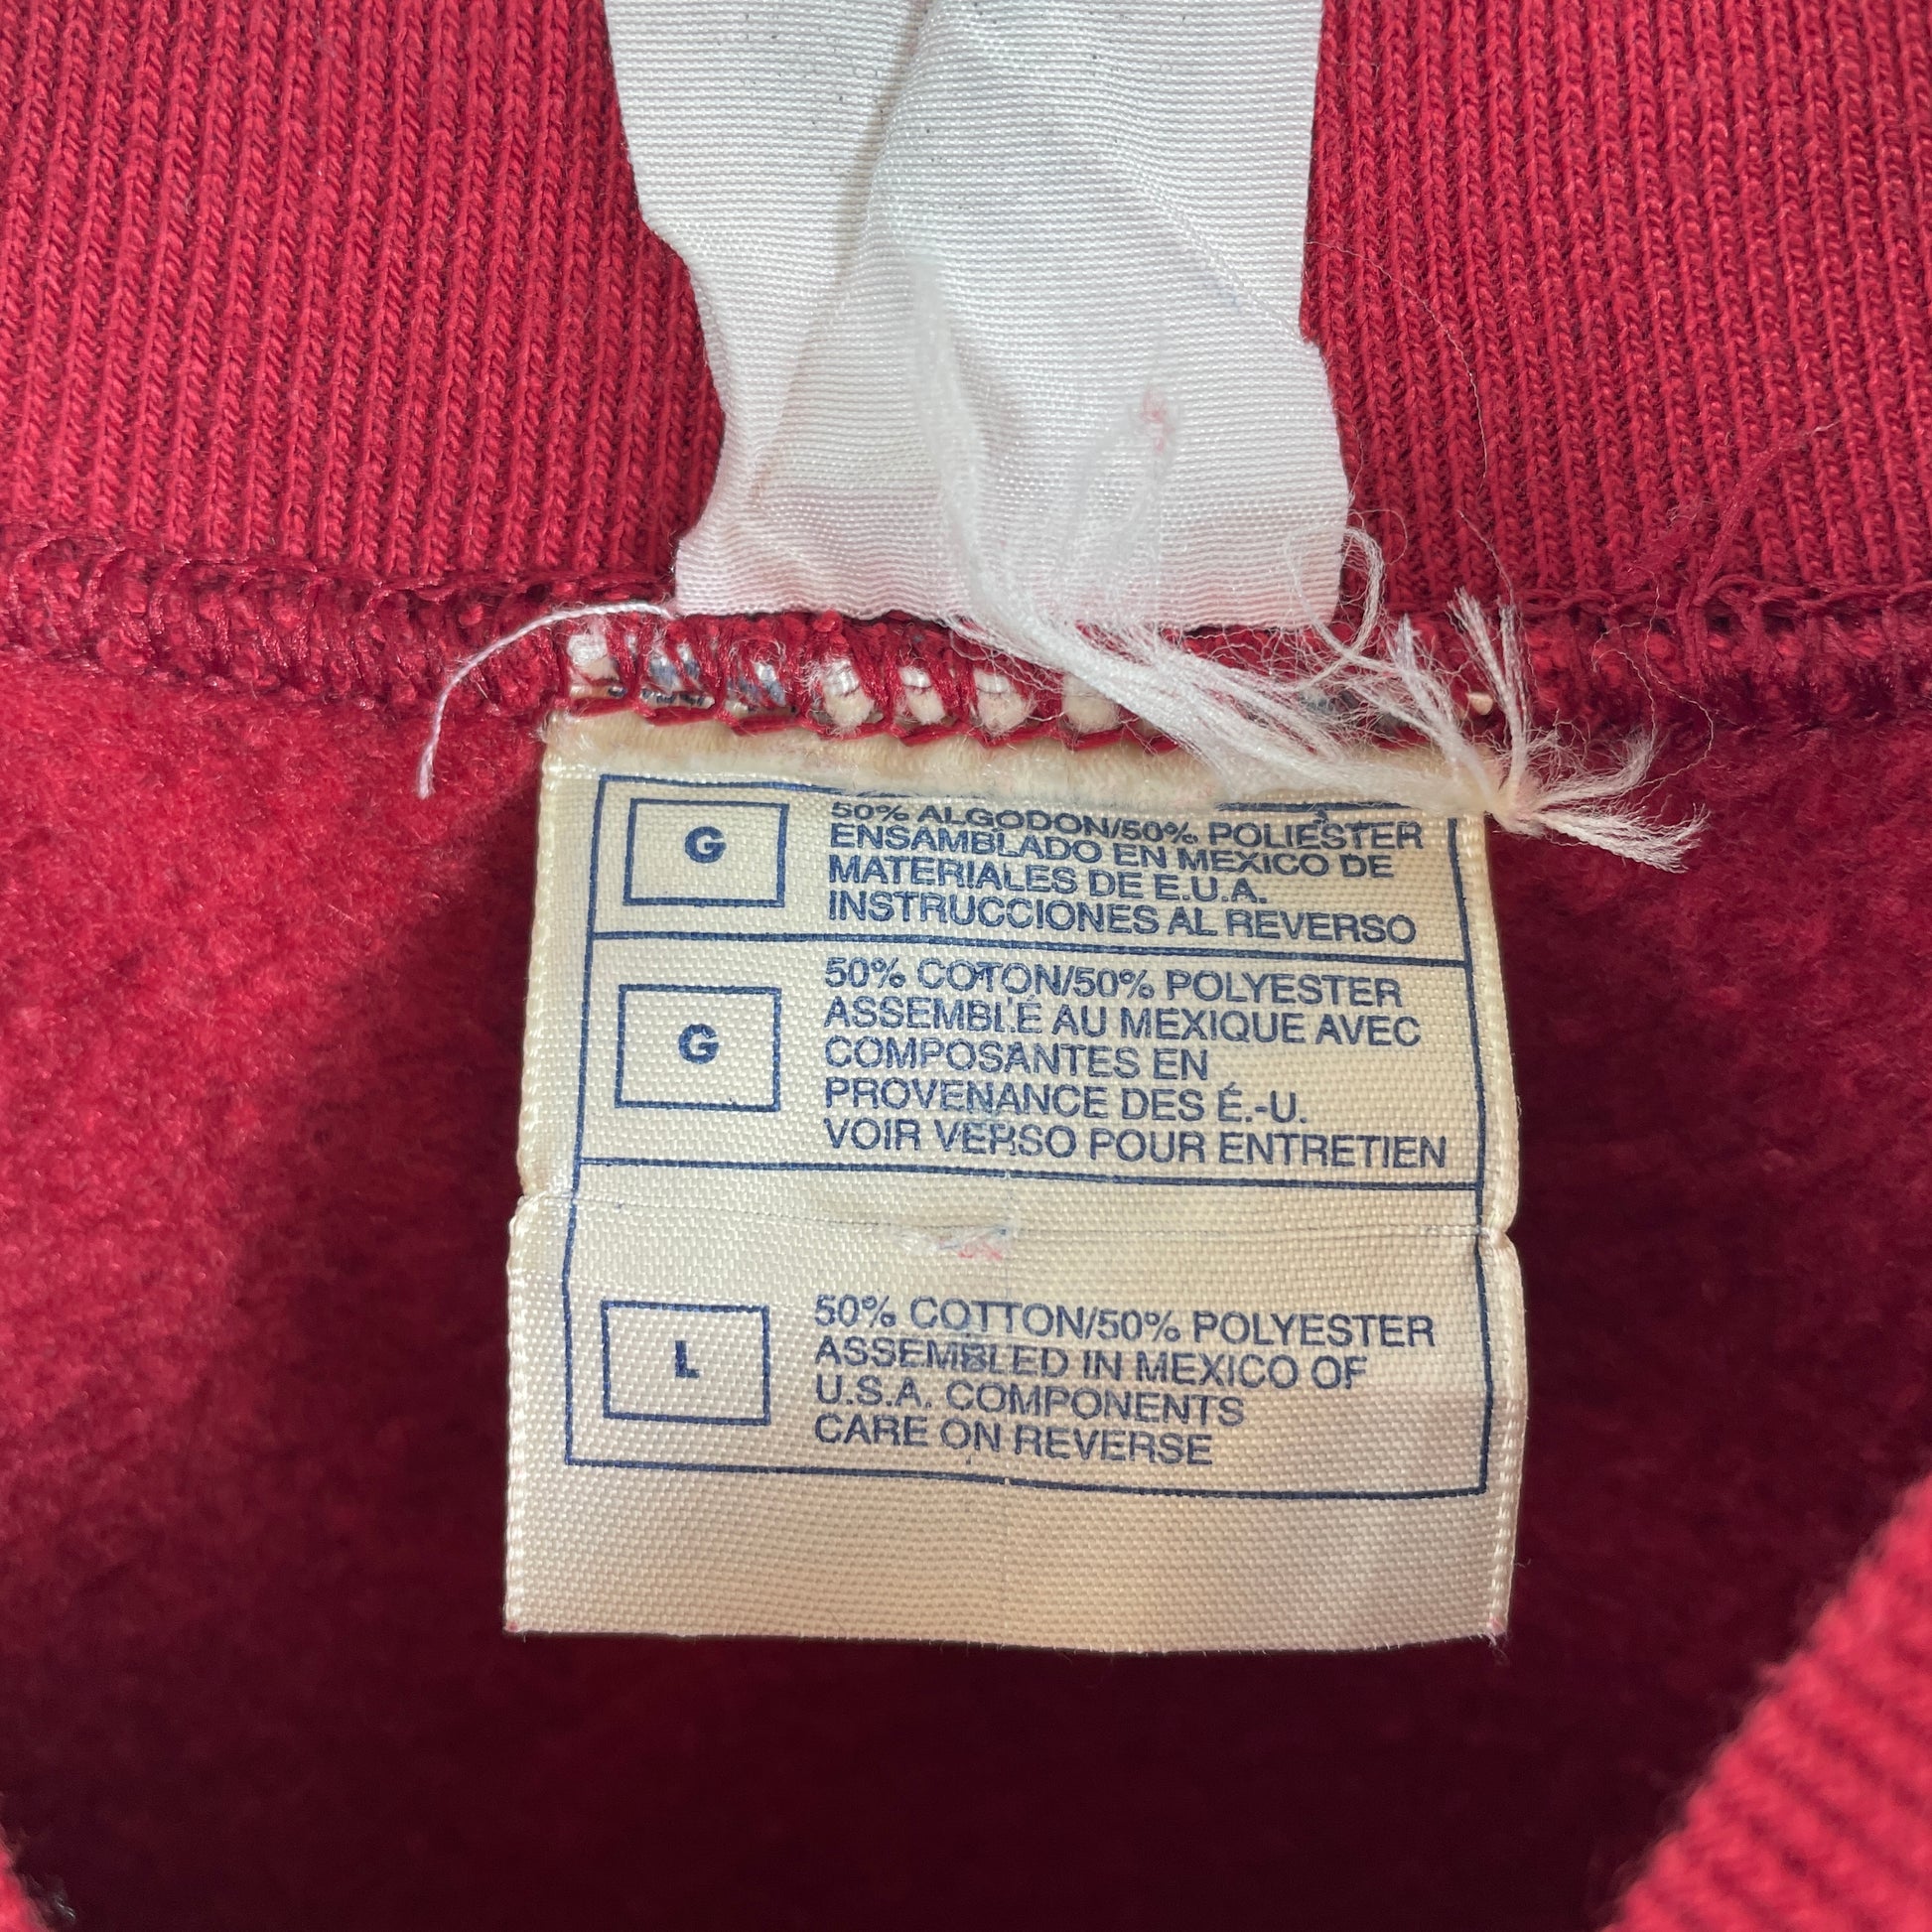 G
50% ALGODON/50% POLIESTER
ENSAMBLADO EN MEXICO DE
MATERIALES DE E.U.A.
INSTRUCCIONES AL REVERSO
G
50% COTON/50% POLYESTER
ASSEMBLÉ AU MEXIQUE AVEC
COMPOSANTES EN
PROVENANCE DES É.-U.
VOIR VERSO POUR ENTRETIEN
L
50% COTTON/50% POLYESTER
ASSEMBLED IN MEXICO OF
U.S.A. COMPONENTS
CARE ON REVERSE